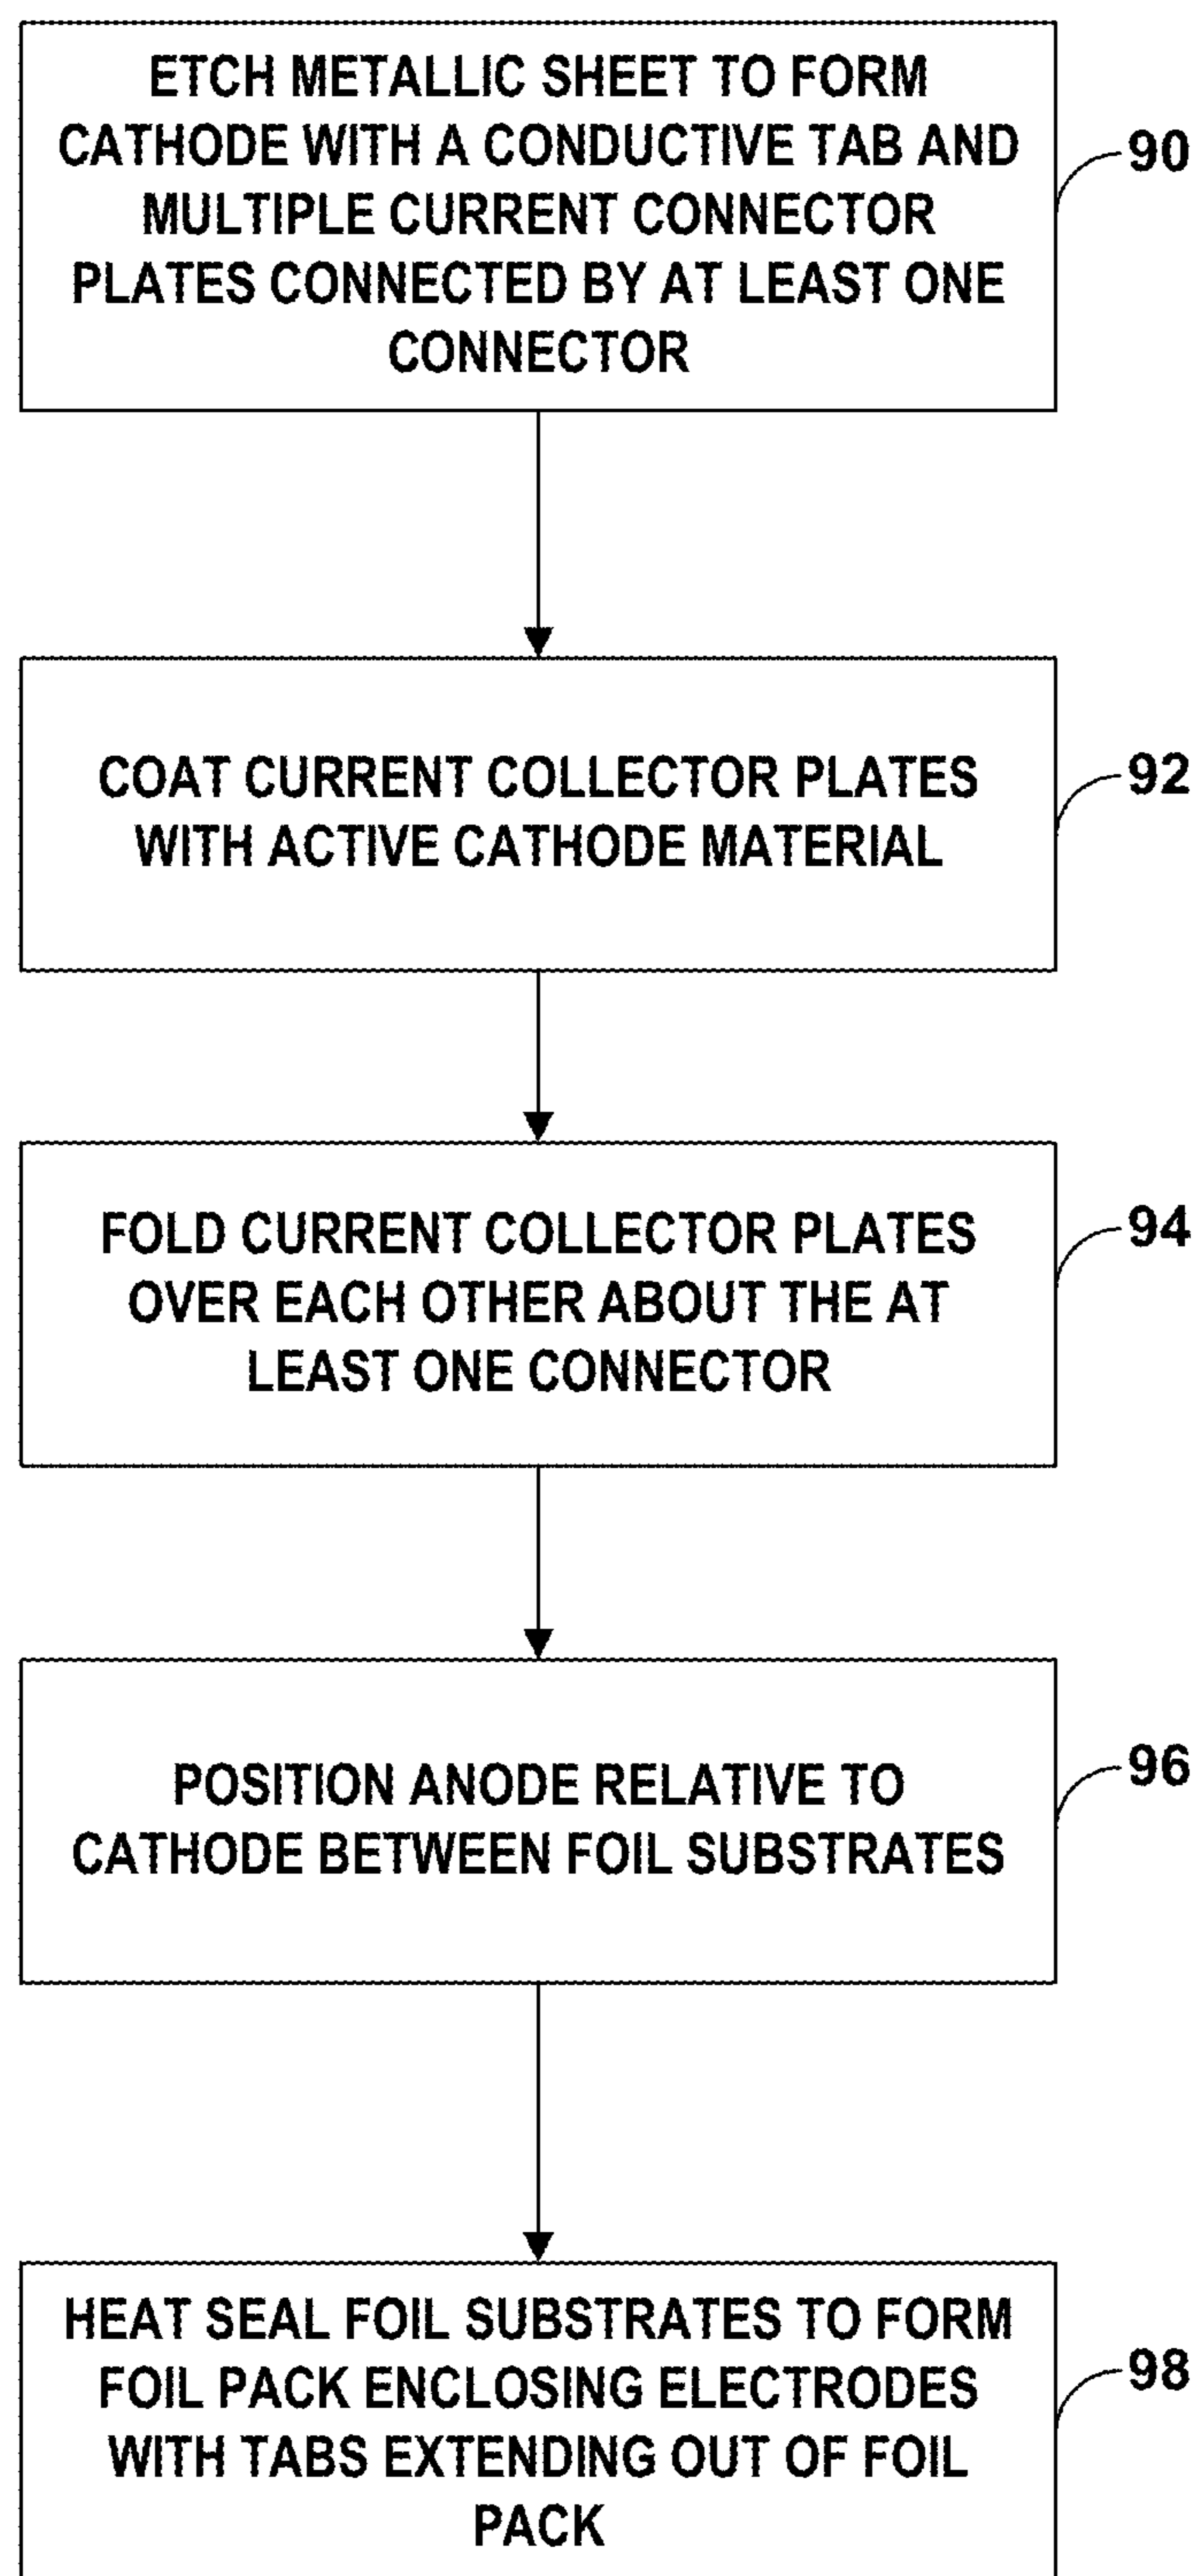 ETCH METALLIC SHEET TO FORM
CATHODE WITH A CONDUCTIVE TAB AND
MULTIPLE CURRENT CONNECTOR
PLATES CONNECTED BY AT LEAST ONE
CONNECTOR
90
COAT CURRENT COLLECTOR PLATES
WITH ACTIVE CATHODE MATERIAL
92
FOLD CURRENT COLLECTOR PLATES
OVER EACH OTHER ABOUT THE AT
LEAST ONE CONNECTOR
94
POSITION ANODE RELATIVE TO
CATHODE BETWEEN FOIL SUBSTRATES
96
HEAT SEAL FOIL SUBSTRATES TO FORM
FOIL PACK ENCLOSING ELECTRODES
WITH TABS EXTENDING OUT OF FOIL
PACK
98